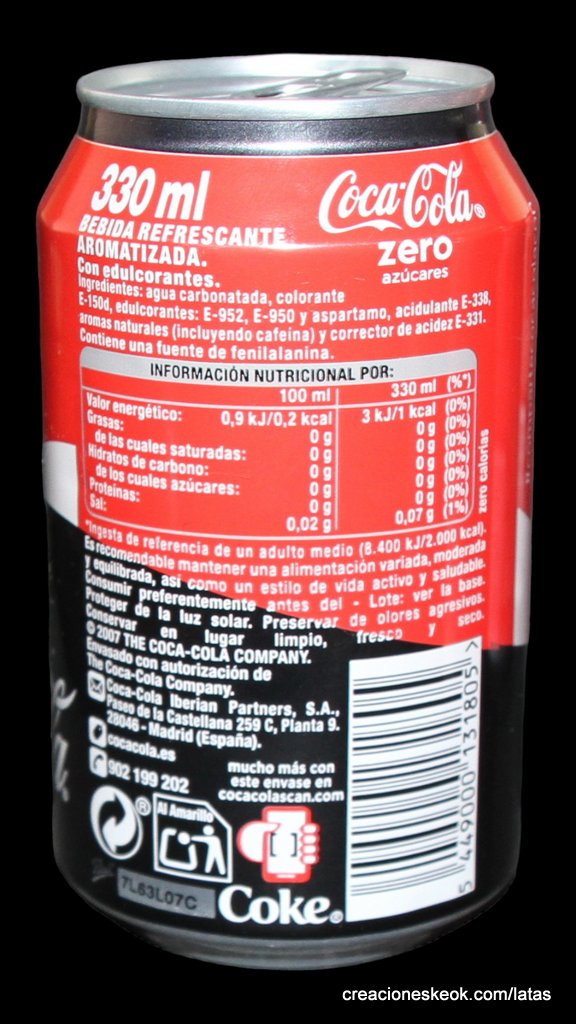 330 ml
Coca-Cola®
zero
azúcares
BEBIDA REFRESCANTE
AROMATIZADA.
Con edulcorantes.
Ingredientes: agua carbonatada, colorante
E-150d, edulcorantes: E-952, E-950 y aspartamo, acidulante E-338,
aromas naturales (incluyendo cafeína) y corrector de acidez E-331.
Contiene una fuente de fenilalanina.
INFORMACIÓN NUTRICIONAL POR:
100 ml 330 ml (%*)
Valor energético: 0,9 kJ/0,2 kcal 3 kJ/1 kcal (0%)
Grasas: 0 g 0 g (0%)
de las cuales saturadas: 0 g 0 g (0%)
Hidratos de carbono: 0 g 0 g (0%)
de los cuales azúcares: 0 g 0 g (0%)
Proteínas: 0 g 0 g (0%)
Sal: 0,02 g 0,07 g (1%)
zero calorías
*Ingesta de referencia de un adulto medio (8.400 kJ/2.000 kcal).
Es recomendable mantener una alimentación variada, moderada
y equilibrada, así como un estilo de vida activo y saludable.
Consumir preferentemente antes del - Lote: ver la base.
Proteger de la luz solar. Preservar de olores agresivos.
Conservar en lugar limpio, fresco y seco.
© 2007 THE COCA-COLA COMPANY.
Envasado con autorización de
The Coca-Cola Company.
Coca-Cola Iberian Partners, S.A.,
Paseo de la Castellana 259 C, Planta 9.
28046 - Madrid (España).
cocacola.es
902 199 202
mucho más con
este envase en
cocacolascan.com
®
Al Amarillo
7L63L07C
Coke®
5 449000 131805 >
creacioneskeok.com/latas